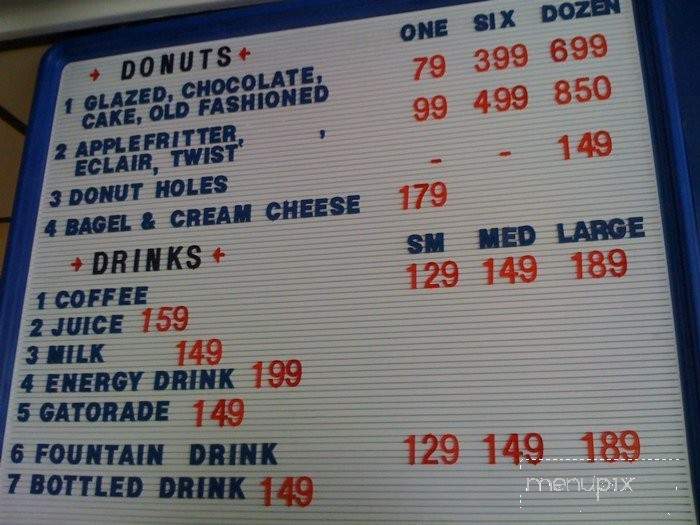 DONUTS ONE SIX DOZEN
1 GLAZED, CHOCOLATE, 79 399 699
CAKE, OLD FASHIONED
2 APPLEFRITTER, , 99 499 850
ECLAIR, TWIST
3 DONUT HOLES - - 149
4 BAGEL & CREAM CHEESE 179
DRINKS SM MED LARGE
1 COFFEE 129 149 189
2 JUICE 159
3 MILK 149
4 ENERGY DRINK 199
5 GATORADE 149
6 FOUNTAIN DRINK 129 149 189
7 BOTTLED DRINK 149
menupix